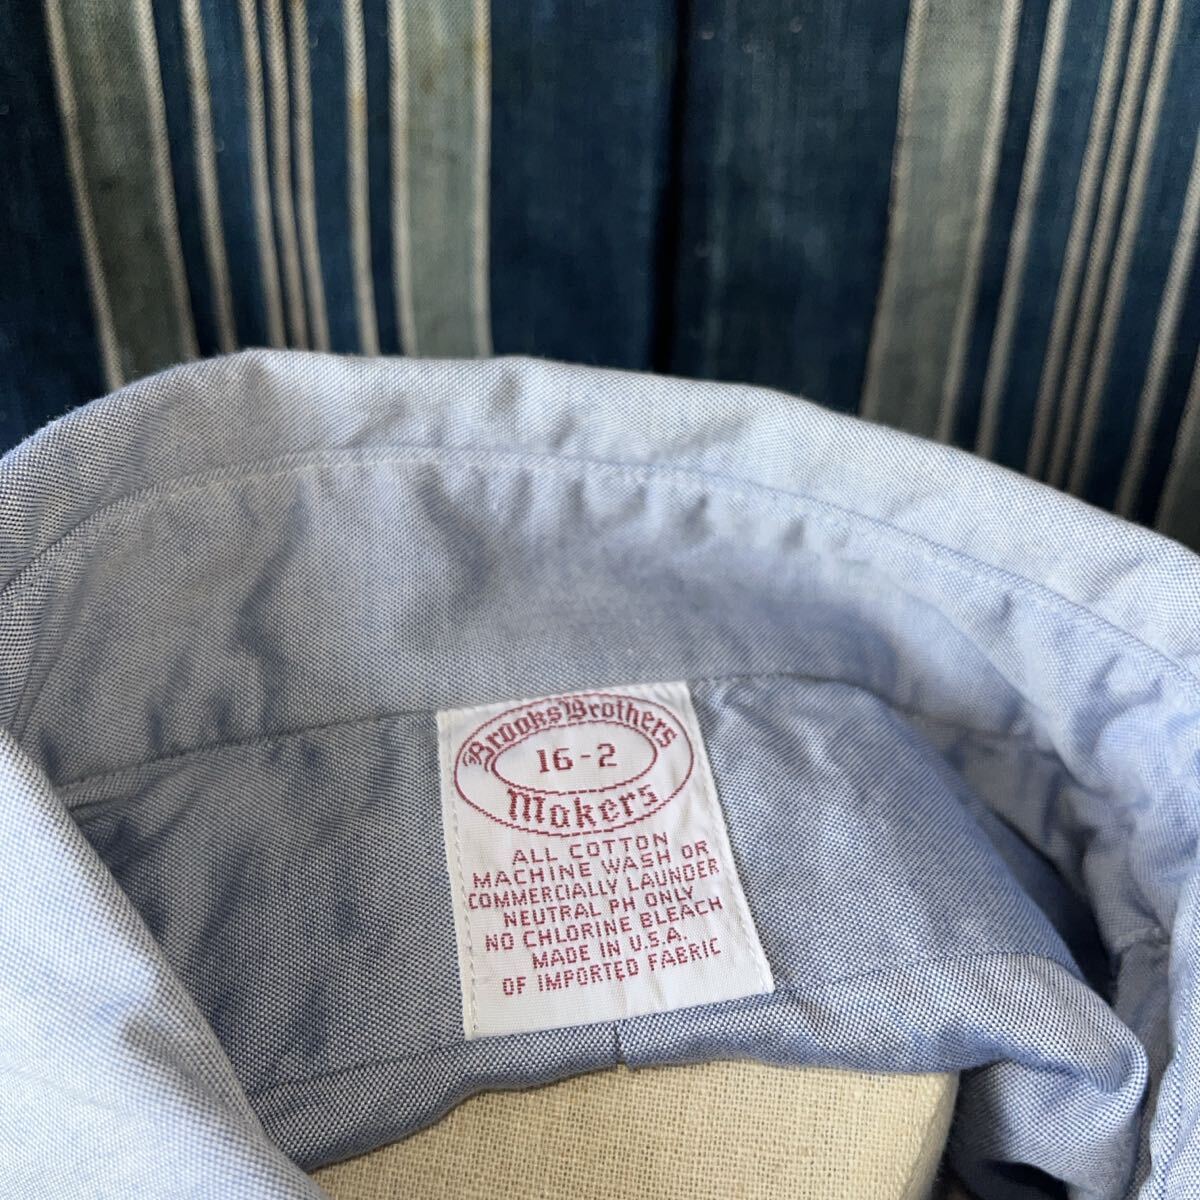 Brooks Brothers
16-2
Makers
ALL COTTON
MACHINE WASH OR
COMMERCIALLY LAUNDER
NEUTRAL PH ONLY
NO CHLORINE BLEACH
MADE IN U.S.A.
OF IMPORTED FABRIC